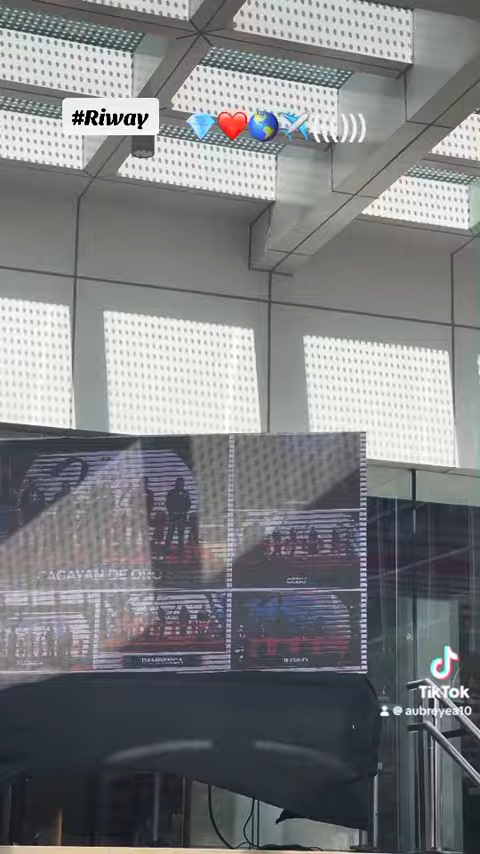 #Riway
CAGAYAN DE ORO
CEBU
PAMPANGA
ILOILO
TikTok
@aubreyea10